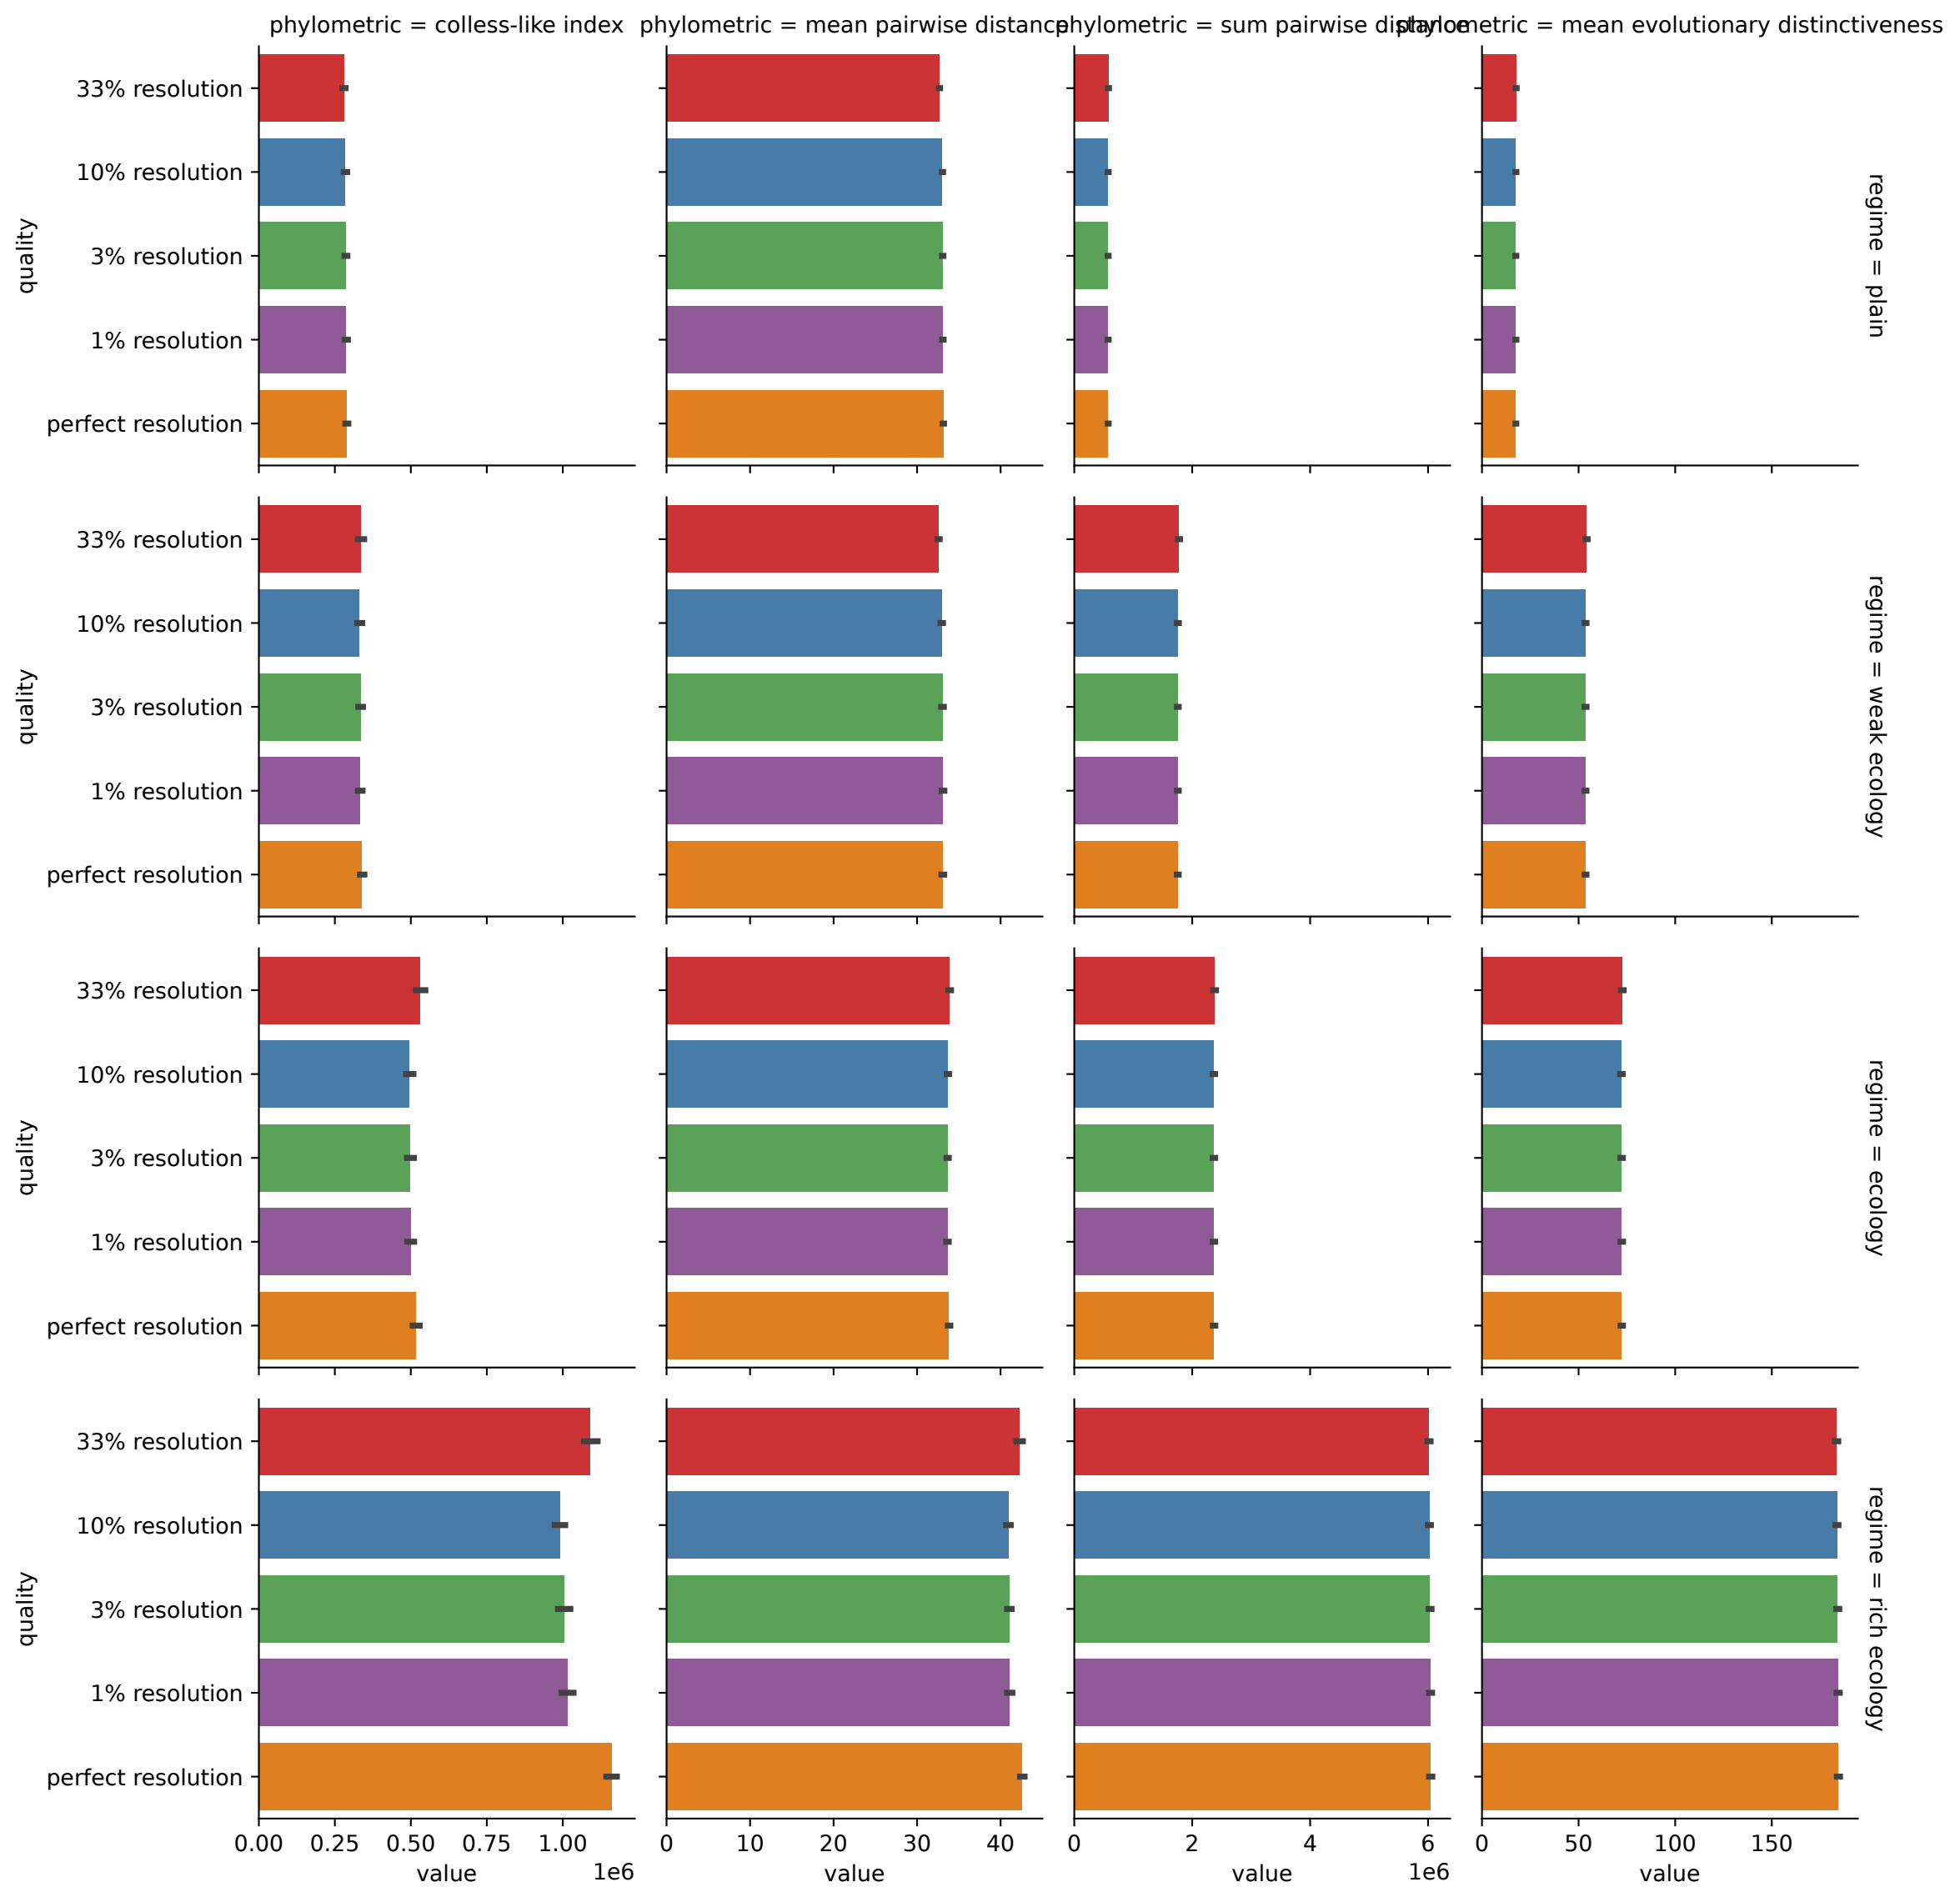 phylometric = colless-like index
phylometric = mean pairwise distance
phylometric = sum pairwise distance
phylometric = mean evolutionary distinctiveness
quality
33% resolution
10% resolution
3% resolution
1% resolution
perfect resolution
regime = plain
quality
33% resolution
10% resolution
3% resolution
1% resolution
perfect resolution
regime = weak ecology
quality
33% resolution
10% resolution
3% resolution
1% resolution
perfect resolution
regime = ecology
quality
33% resolution
10% resolution
3% resolution
1% resolution
perfect resolution
regime = rich ecology
0.00 0.25 0.50 0.75 1.00
1e6
value
0 10 20 30 40
value
0 2 4 6
1e6
value
0 50 100 150
value